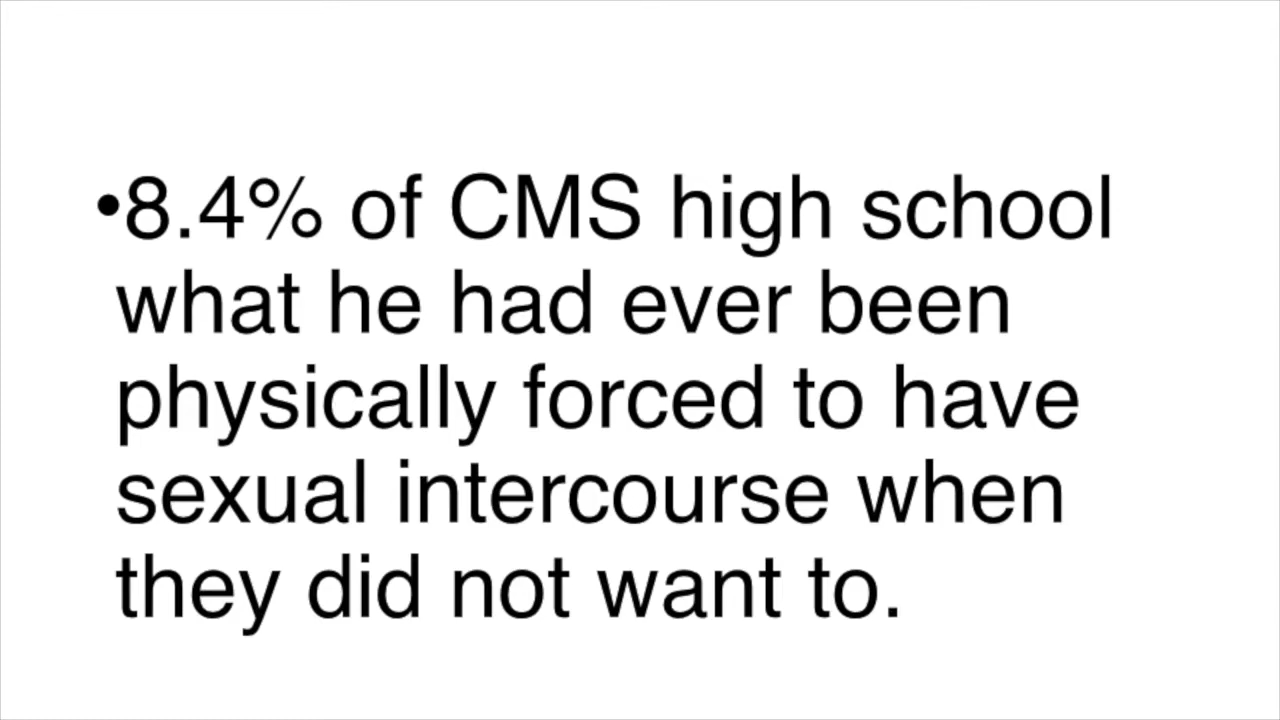 •8.4% of CMS high school
what he had ever been
physically forced to have
sexual intercourse when
they did not want to.